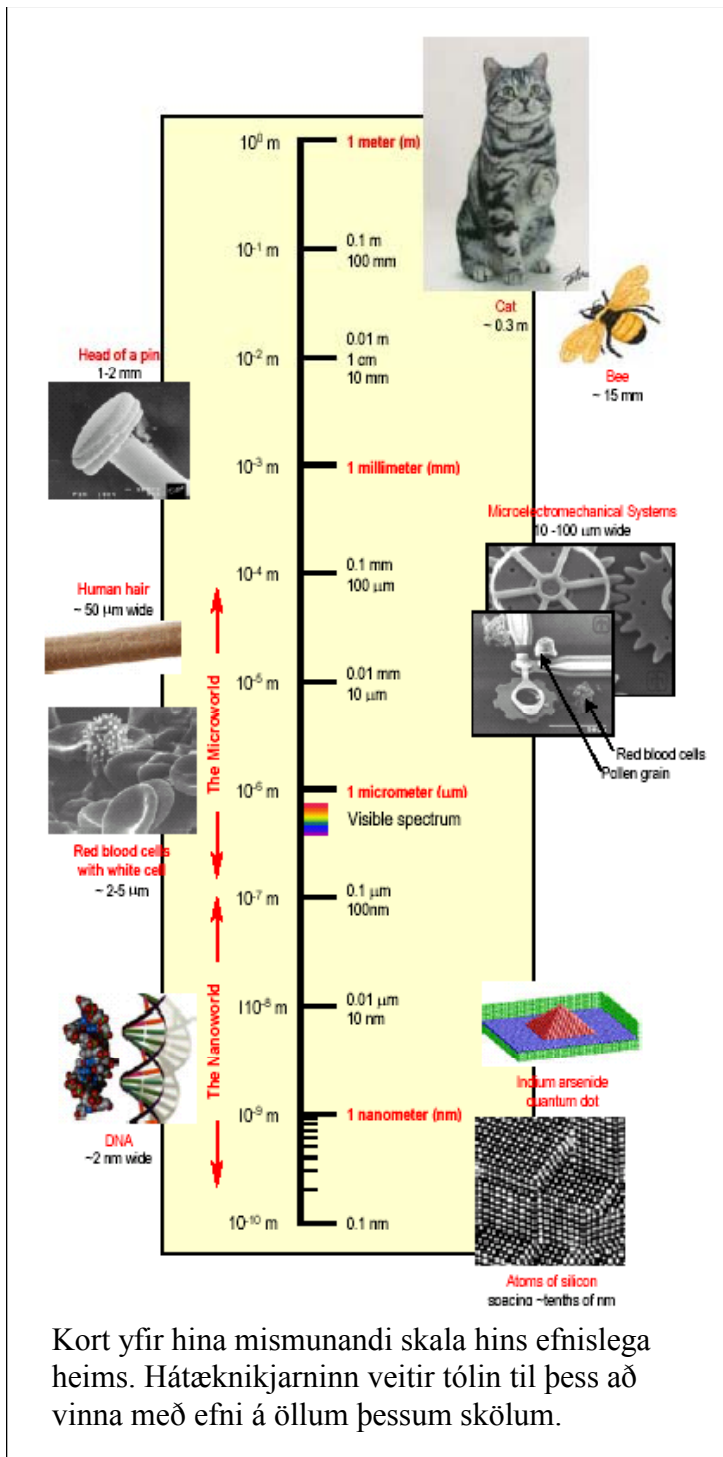 10⁰ m
1 meter (m)
10⁻¹ m
0.1 m
100 mm
Cat
~ 0.3 m
Bee
~ 15 mm
10⁻² m
0.01 m
1 cm
10 mm
Head of a pin
1-2 mm
10⁻³ m
1 millimeter (mm)
Microelectromechanical Systems
10 -100 μm wide
10⁻⁴ m
0.1 mm
100 μm
Human hair
~ 50 μm wide
The Microworld
10⁻⁵ m
0.01 mm
10 μm
Red blood cells
Pollen grain
10⁻⁶ m
1 micrometer (μm)
Visible spectrum
Red blood cells
with white cell
~ 2-5 μm
10⁻⁷ m
0.1 μm
100nm
The Nanoworld
10⁻⁸ m
0.01 μm
10 nm
Indium arsenide
quantum dot
10⁻⁹ m
1 nanometer (nm)
DNA
~2 nm wide
10⁻¹⁰ m
0.1 nm
Atoms of silicon
spacing ~tenths of nm
Kort yfir hina mismunandi skala hins efnislega
heims. Hátæknikjarninn veitir tólin til þess að
vinna með efni á öllum þessum skölum.